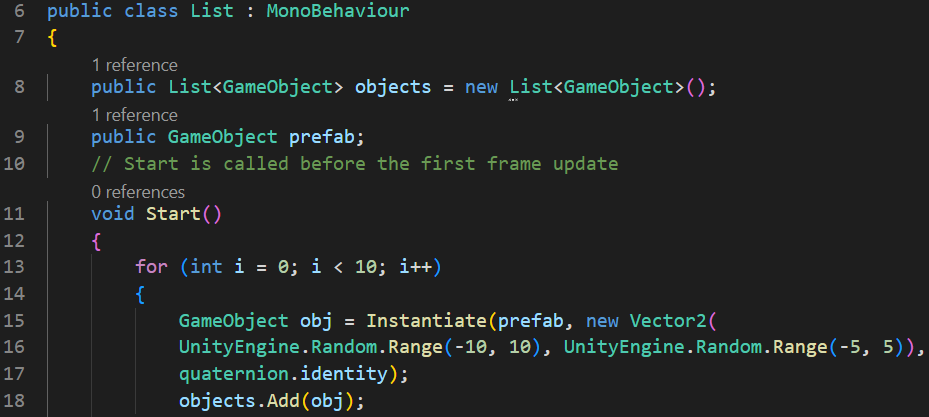 6 public class List : MonoBehaviour
7 {
1 reference
8 public List<GameObject> objects = new List<GameObject>();
1 reference
9 public GameObject prefab;
10 // Start is called before the first frame update
0 references
11 void Start()
12 {
13 for (int i = 0; i < 10; i++)
14 {
15 GameObject obj = Instantiate(prefab, new Vector2(
16 UnityEngine.Random.Range(-10, 10), UnityEngine.Random.Range(-5, 5)),
17 quaternion.identity);
18 objects.Add(obj);